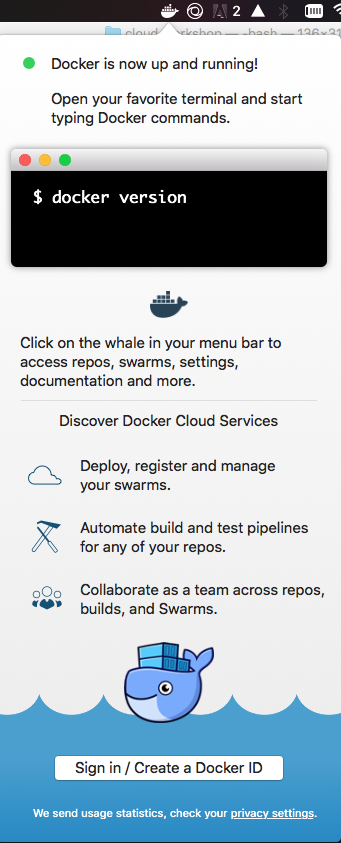 2
cloud-workshop — -bash — 136×31
Docker is now up and running!
Open your favorite terminal and start
typing Docker commands.
$ docker version
Click on the whale in your menu bar to
access repos, swarms, settings,
documentation and more.
Discover Docker Cloud Services
Deploy, register and manage
your swarms.
Automate build and test pipelines
for any of your repos.
Collaborate as a team across repos,
builds, and Swarms.
Sign in / Create a Docker ID
We send usage statistics, check your privacy settings.